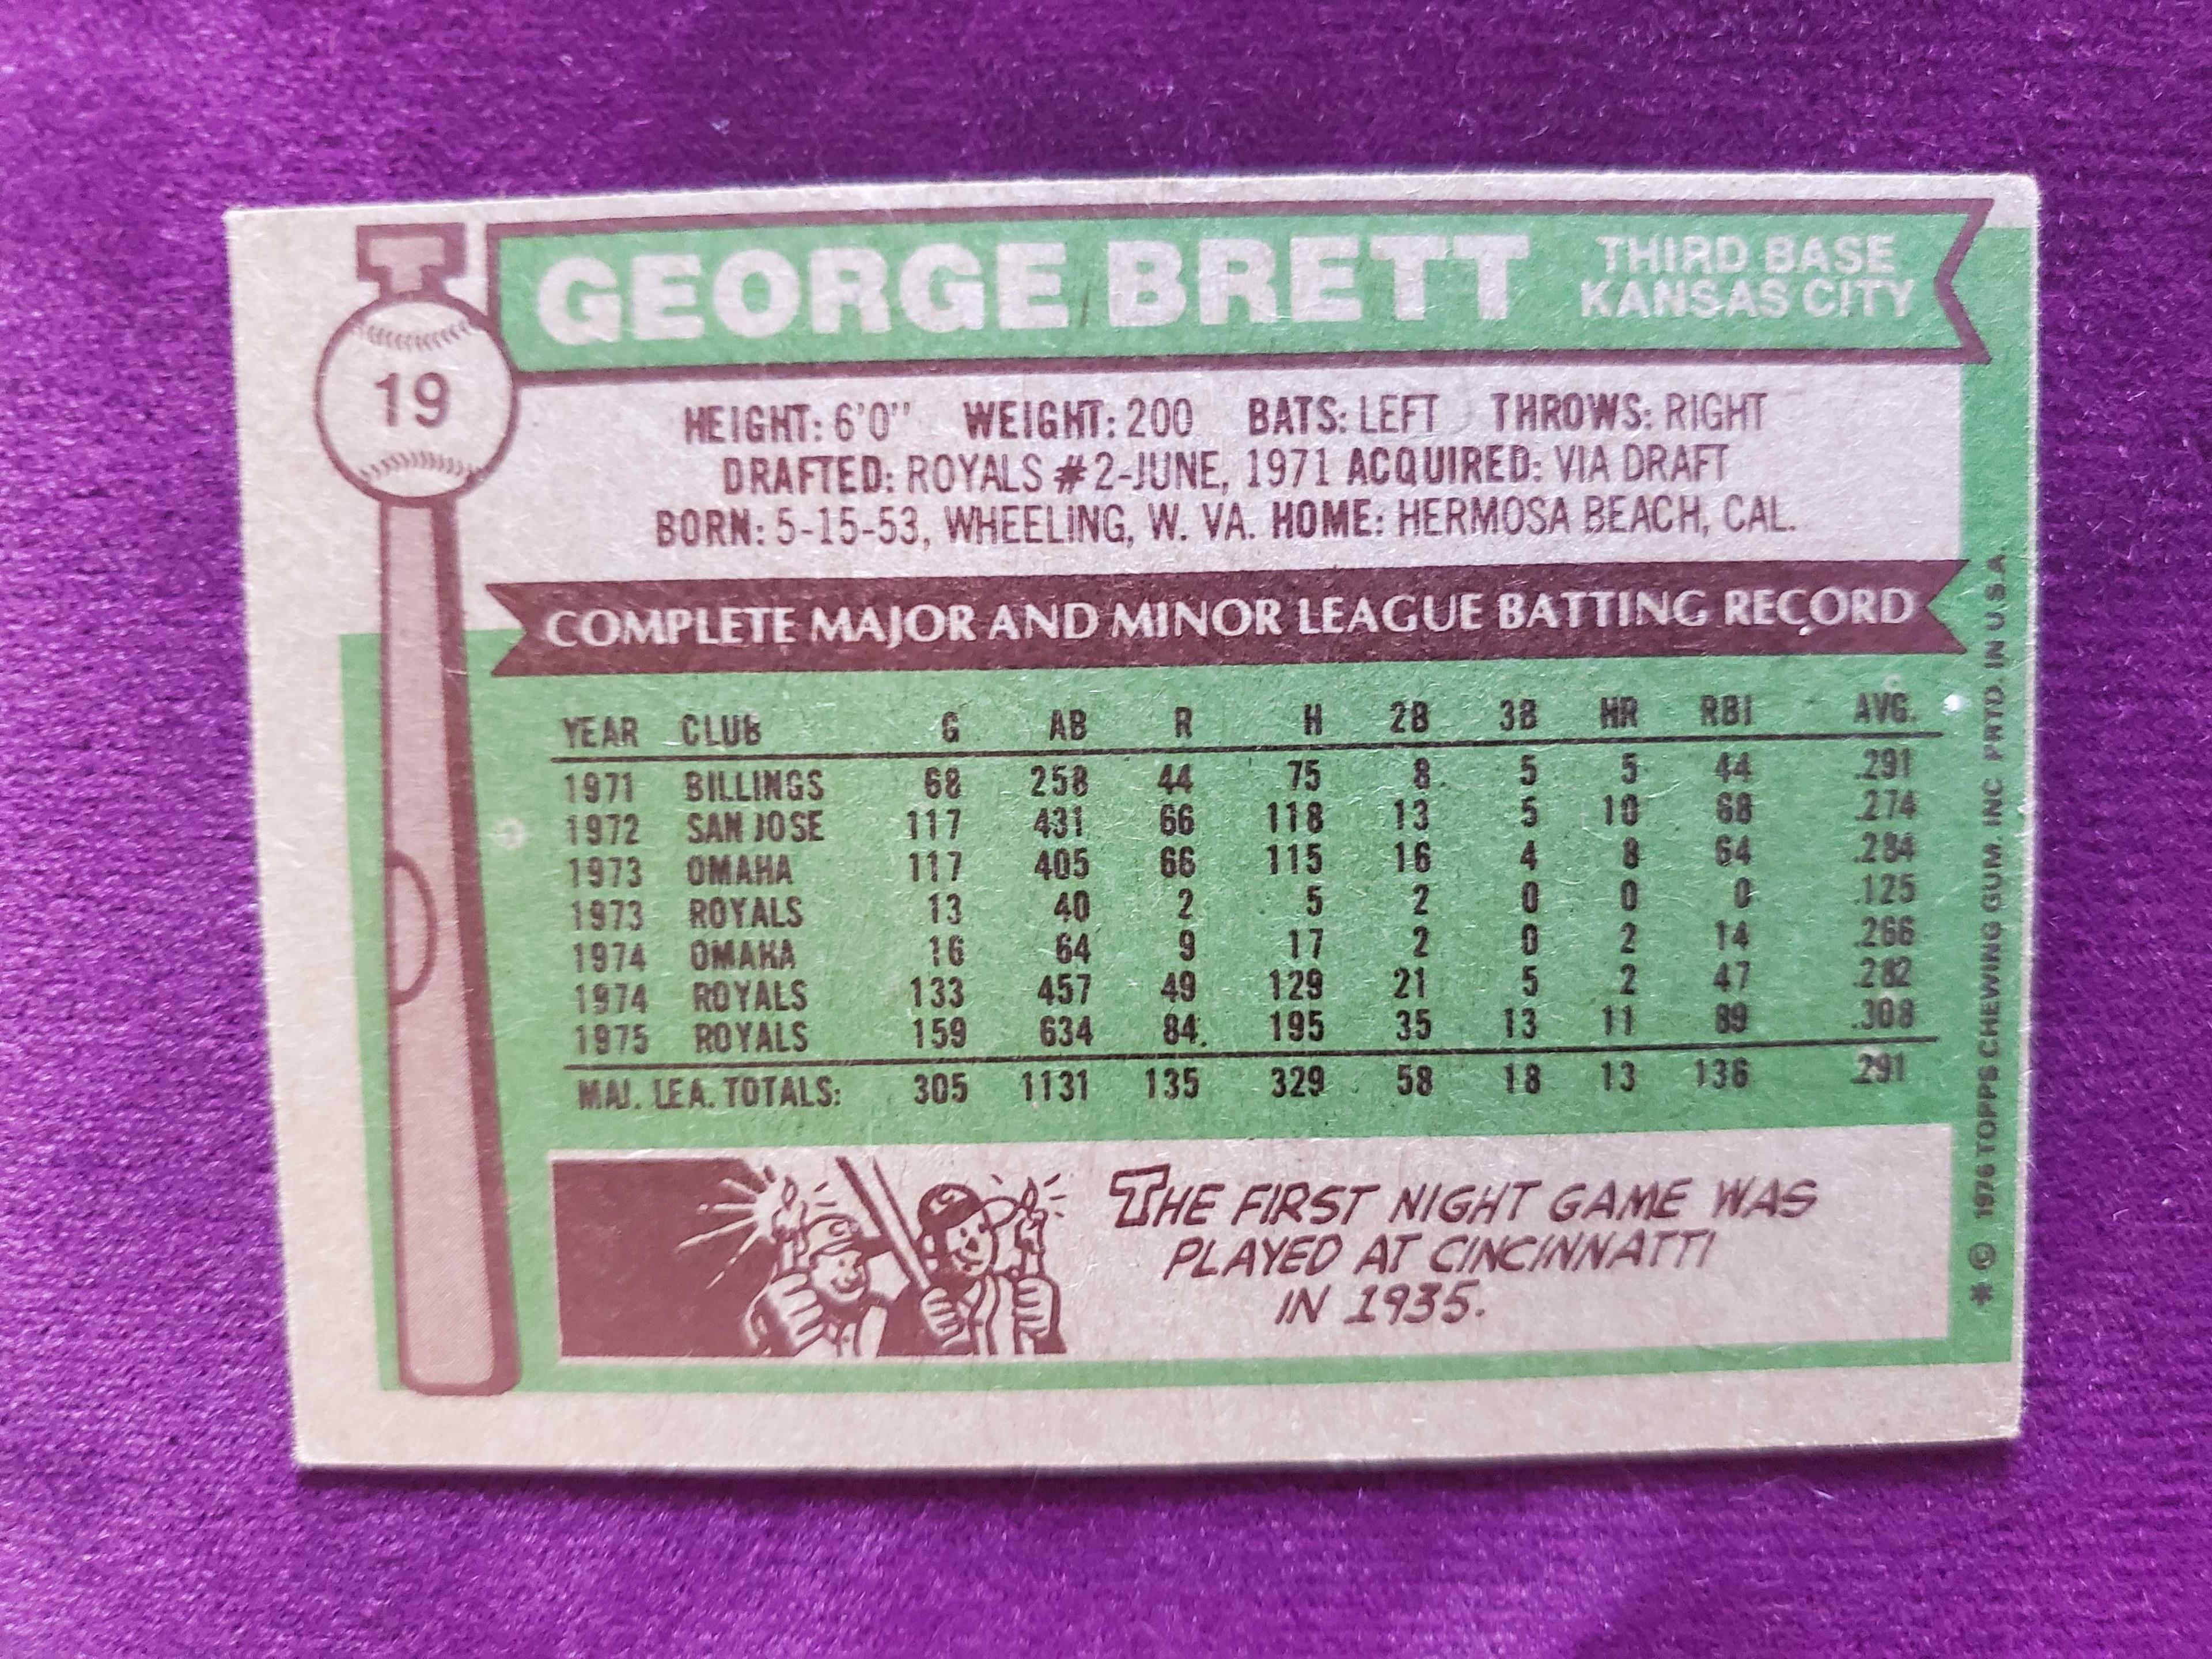 19
GEORGE BRETT
THIRD BASE
KANSAS CITY
HEIGHT: 6'0" WEIGHT: 200 BATS: LEFT THROWS: RIGHT
DRAFTED: ROYALS #2-JUNE, 1971 ACQUIRED: VIA DRAFT
BORN: 5-15-53, WHEELING, W. VA. HOME: HERMOSA BEACH, CAL.
COMPLETE MAJOR AND MINOR LEAGUE BATTING RECORD
YEAR CLUB G AB R H 2B 3B HR RBI AVG.
1971 BILLINGS 68 258 44 75 8 5 5 44 .291
1972 SAN JOSE 117 431 66 118 13 5 10 68 .274
1973 OMAHA 117 405 66 115 16 4 8 64 .284
1973 ROYALS 13 40 2 5 2 0 0 0 .125
1974 OMAHA 16 64 9 17 2 0 2 14 .266
1974 ROYALS 133 457 49 129 21 5 2 47 .282
1975 ROYALS 159 634 84 195 35 13 11 89 .308
MAJ. LEA. TOTALS: 305 1131 135 329 58 18 13 136 .291
THE FIRST NIGHT GAME WAS
PLAYED AT CINCINNATTI
IN 1935.
* © 1976 TOPPS CHEWING GUM, INC. PRTD. IN U.S.A.